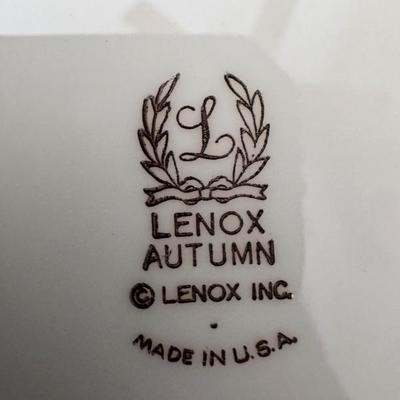 L
LENOX
AUTUMN
© LENOX INC.
MADE IN U.S.A.